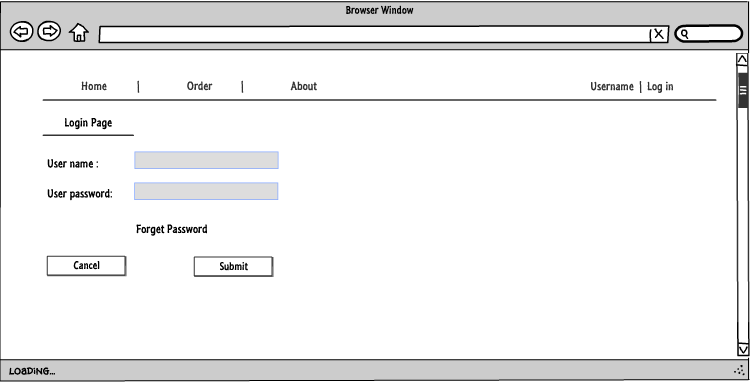 Browser Window
Home | Order | About Username | Log in
Login Page
User name :
User password:
Forget Password
Cancel Submit
LOADING...